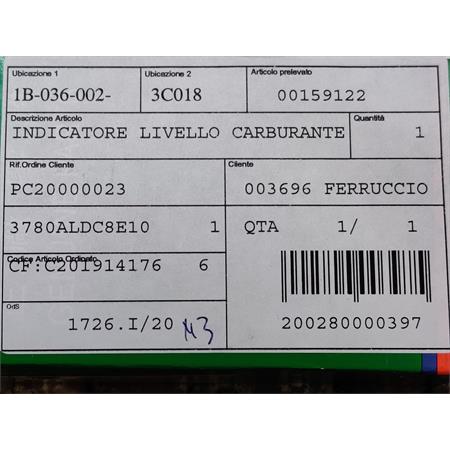 Ubicazione 1 Ubicazione 2 Articolo prelevato
1B-036-002- 3C018 00159122
Descrizione Articolo Quantità
INDICATORE LIVELLO CARBURANTE 1
Rif.Ordine Cliente Cliente
PC20000023 003696 FERRUCCIO
3780ALDC8E10 1 QTA 1/ 1
Codice Articolo Ordinato
CF:C201914176 6
OdS
1726.I/20 M3 200280000397